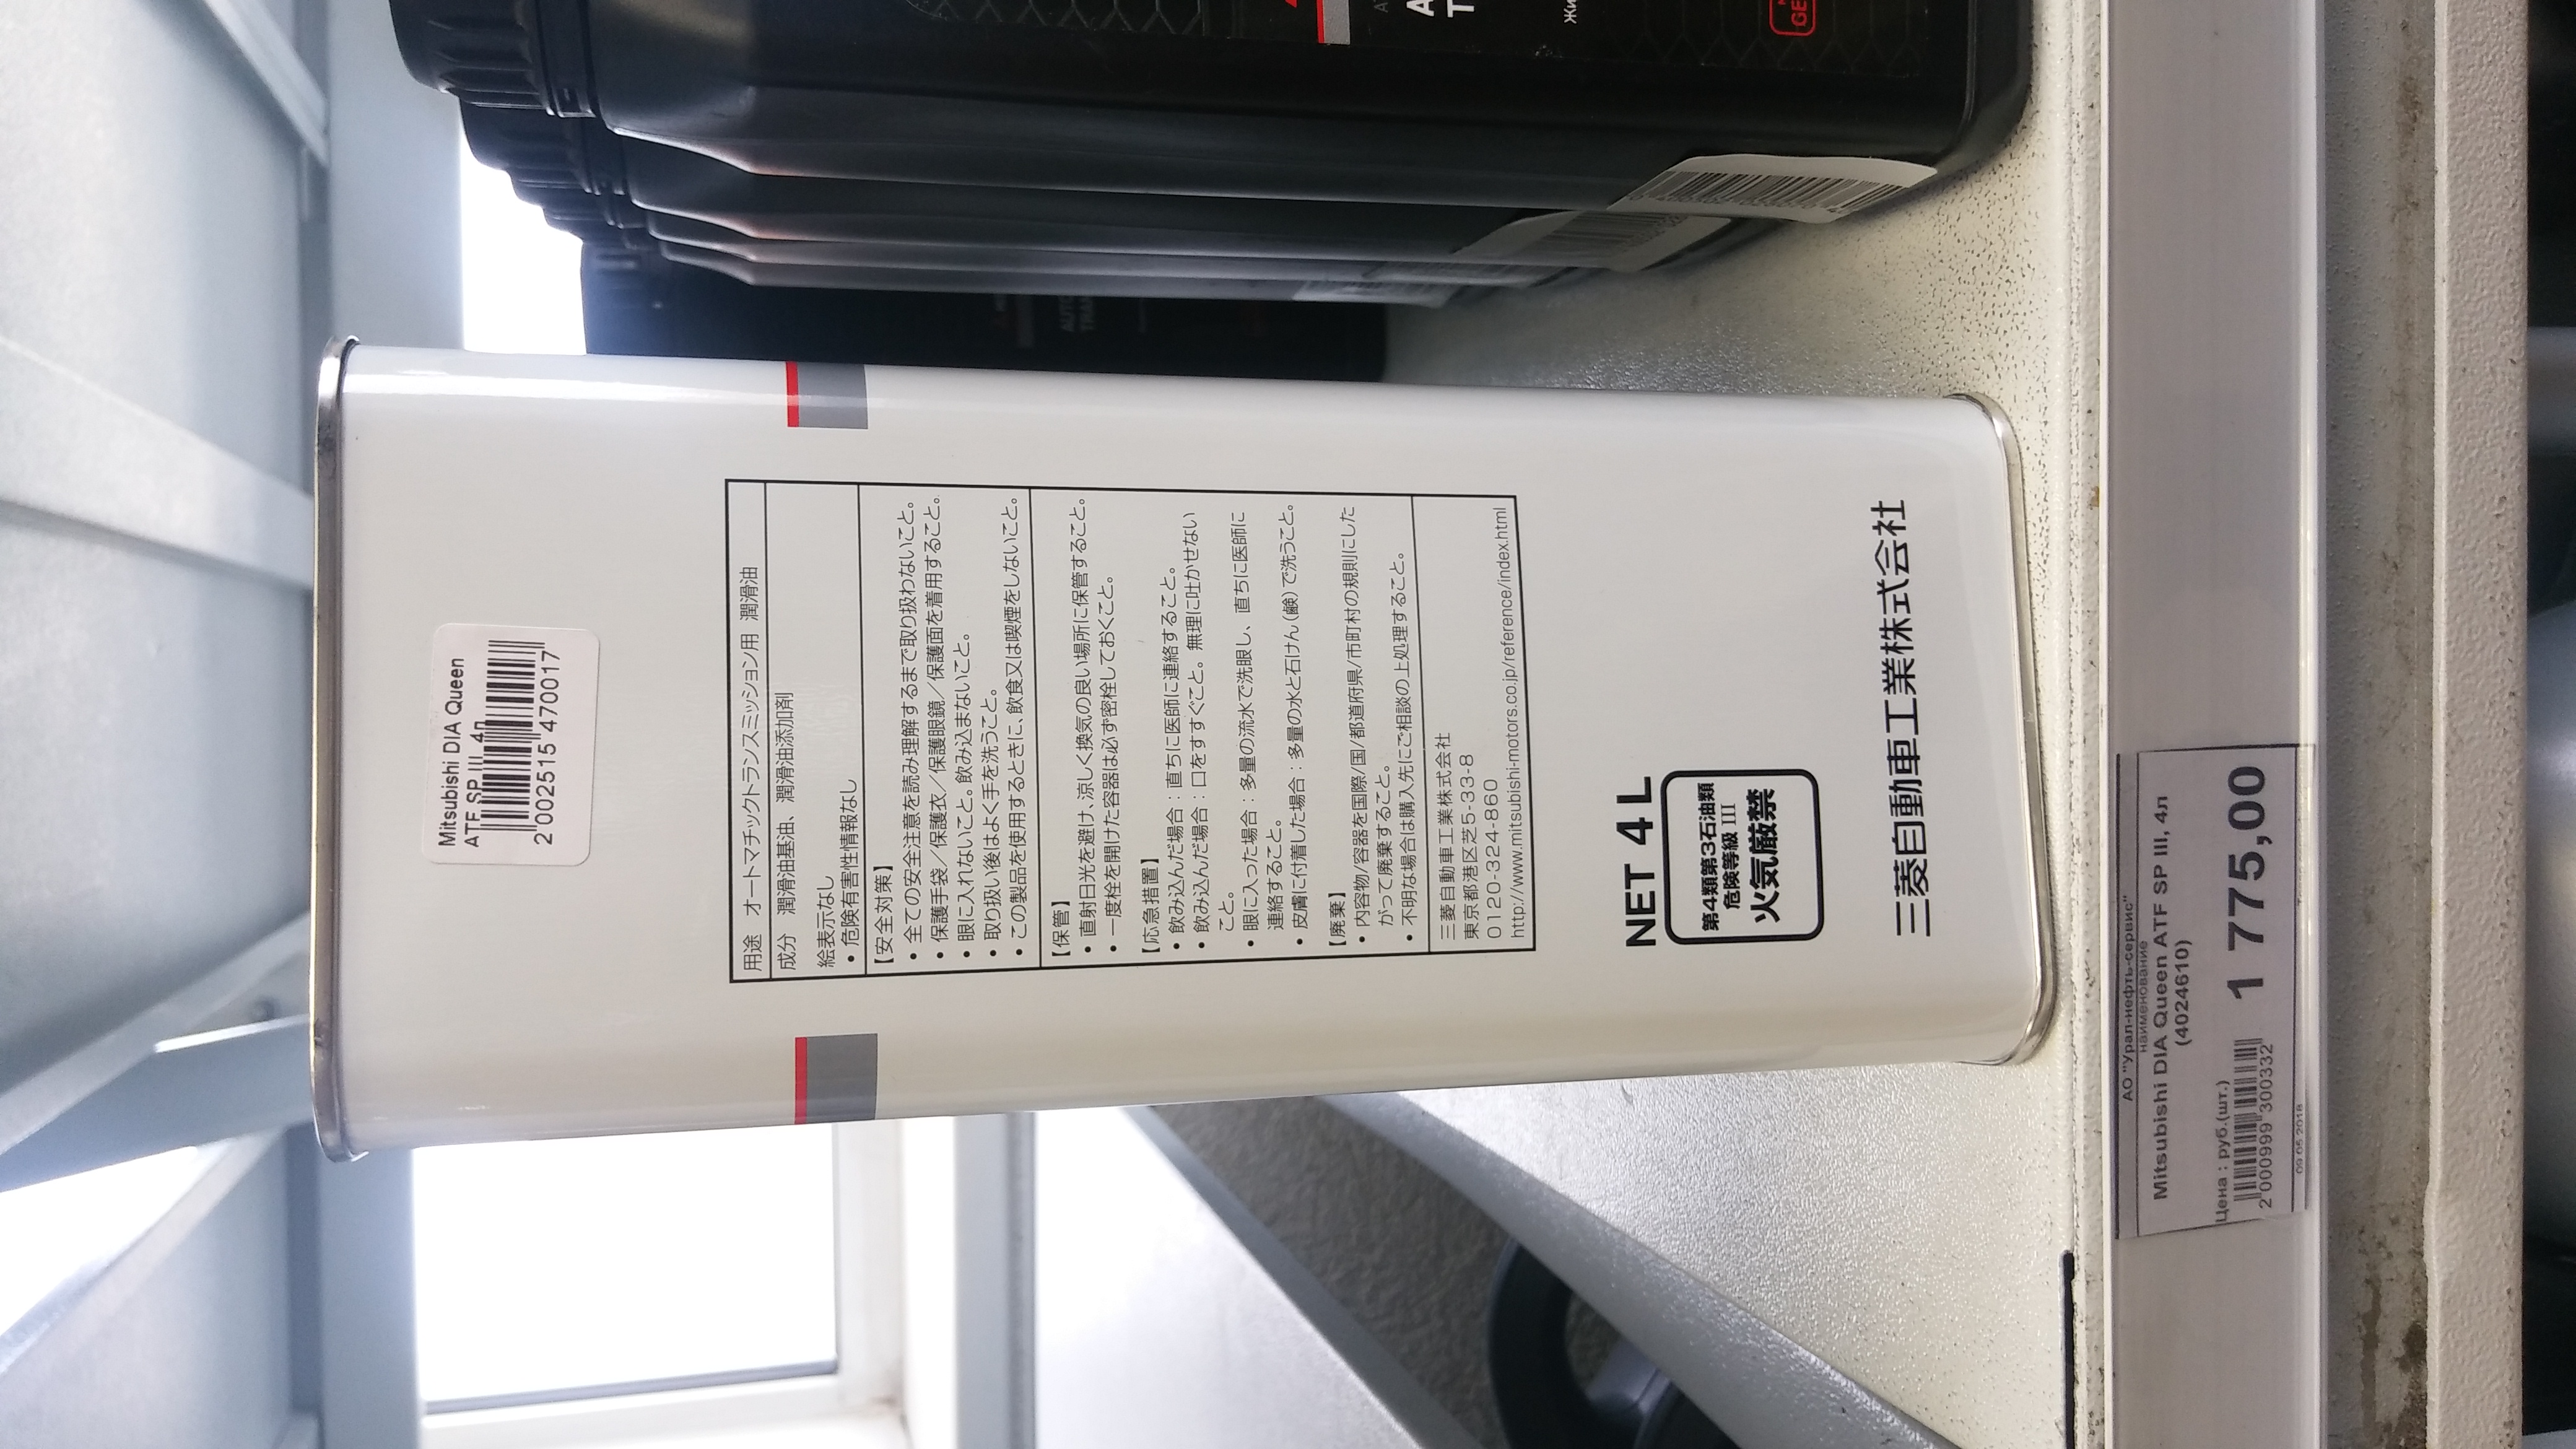 Mitsubishi DIA Queen
ATF SP III 4л
2 002515 470017
用途 オートマチックトランスミッション用 潤滑油
成分 潤滑油基油、潤滑油添加剤
絵表示なし
・危険有害性情報なし
【安全対策】
・全ての安全注意を読み理解するまで取り扱わないこと。
・保護手袋／保護衣／保護眼鏡／保護面を着用すること。
・眼に入れないこと。飲み込まないこと。
・取り扱い後はよく手を洗うこと。
・この製品を使用するときに、飲食又は喫煙をしないこと。
【保管】
・直射日光を避け、涼しく換気の良い場所に保管すること。
・一度栓を開けた容器は必ず密栓しておくこと。
【応急措置】
・飲み込んだ場合：直ちに医師に連絡すること。
・飲み込んだ場合：口をすすぐこと。無理に吐かせない
こと。
・眼に入った場合：多量の流水で洗眼し、直ちに医師に
連絡すること。
・皮膚に付着した場合：多量の水と石けん（鹸）で洗うこと。
【廃棄】
・内容物/容器を国際/国/都道府県/市町村の規則にした
がって廃棄すること。
・不明な場合は購入先にご相談の上処理すること。
三菱自動車工業株式会社
東京都港区芝5-33-8
0120-324-860
http://www.mitsubishi-motors.co.jp/reference/index.html
NET 4L
第4類第3石油類
危険等級 III
火気厳禁
三菱自動車工業株式会社
АО "Урал-нефть-сервис"
наименование
Mitsubishi DIA Queen ATF SP III, 4л
(4024610)
Цена : руб.(шт.)
1 775,00
2 000999 300332
09.05.2018